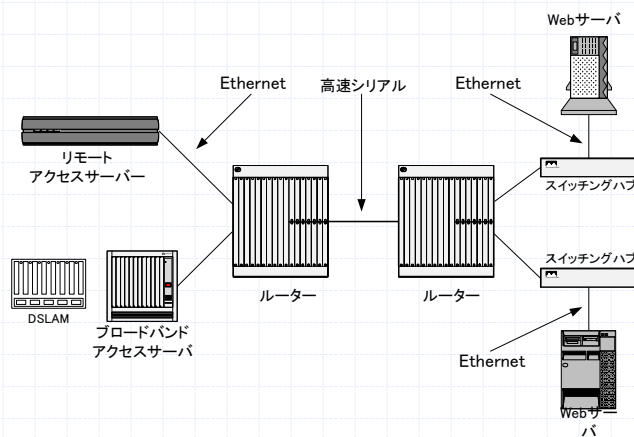 Webサーバ
Ethernet
高速シリアル
Ethernet
リモート
アクセスサーバー
スイッチングハブ
スイッチングハブ
ルーター
ルーター
DSLAM
ブロードバンド
アクセスサーバ
Ethernet
Webサー
バ